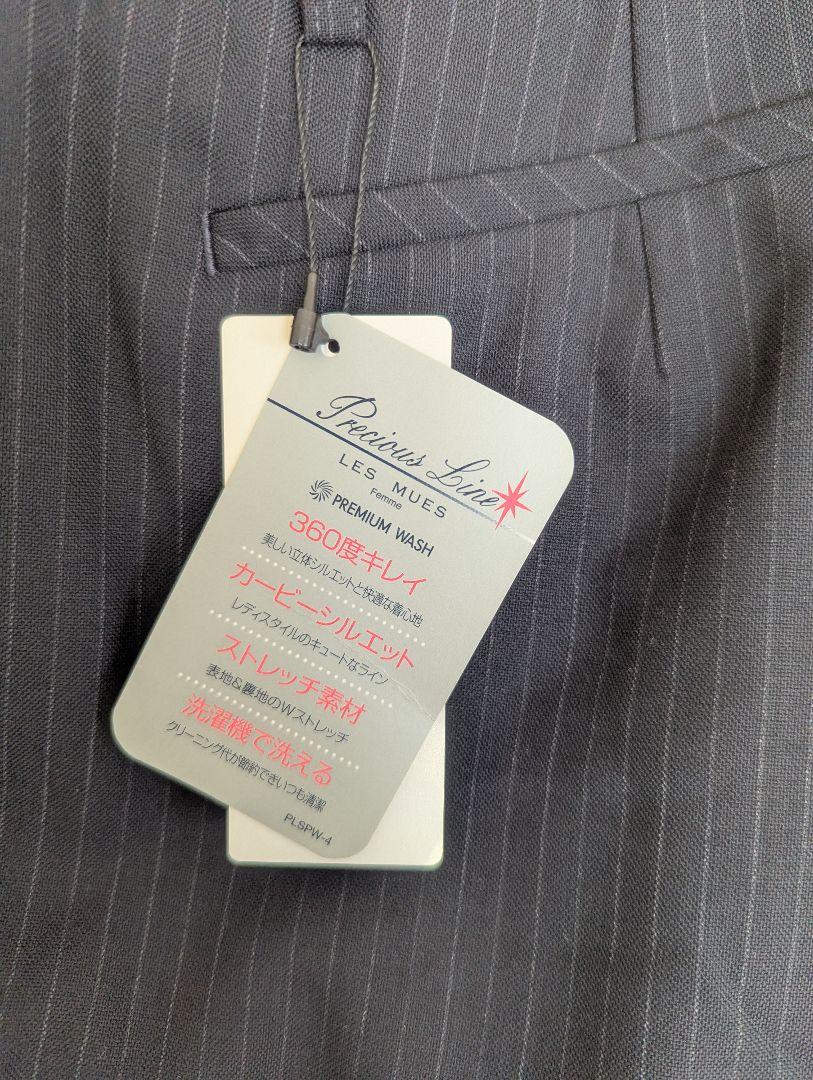 Precious Line
LES MUES
Femme
PREMIUM WASH
360度キレイ
美しい立体シルエットと快適な着心地
カービーシルエット
レディスタイルのキュートなライン
ストレッチ素材
表地&裏地のWストレッチ
洗濯機で洗える
クリーニング代が節約できいつも清潔
PLSPW-4